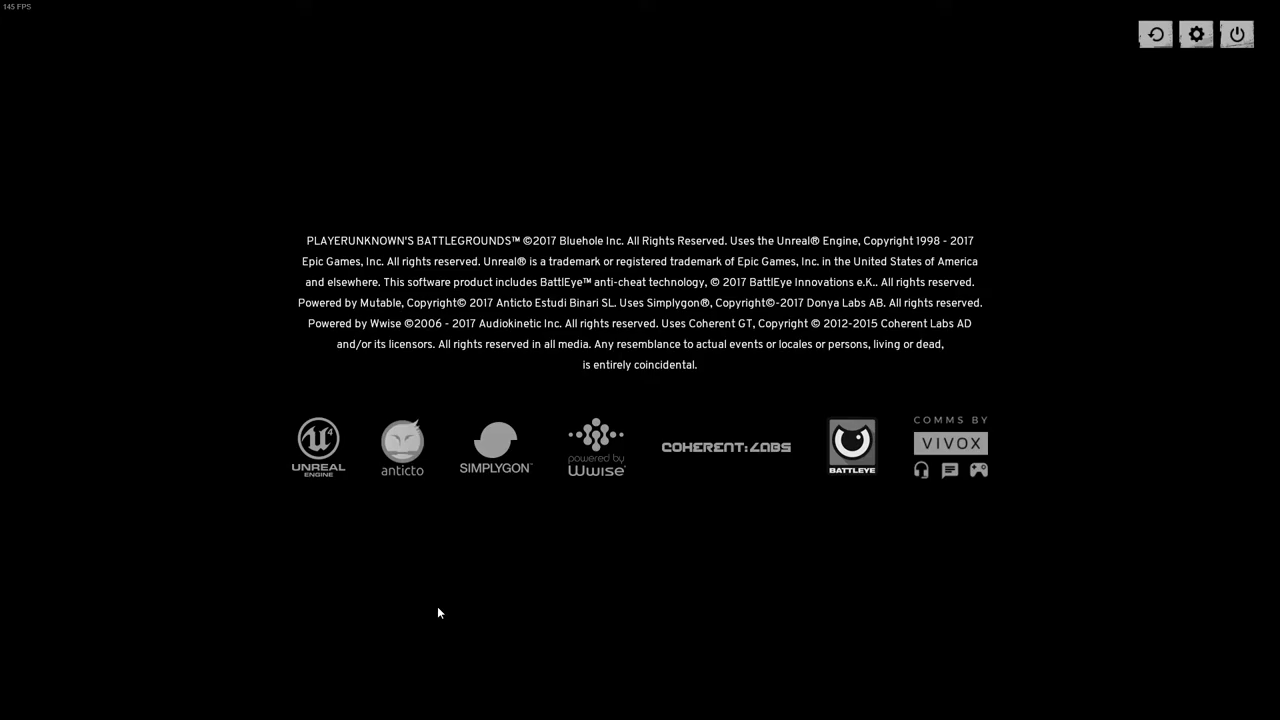 145 FPS
PLAYERUNKNOWN'S BATTLEGROUNDS™ ©2017 Bluehole Inc. All Rights Reserved. Uses the Unreal® Engine, Copyright 1998 - 2017
Epic Games, Inc. All rights reserved. Unreal® is a trademark or registered trademark of Epic Games, Inc. in the United States of America
and elsewhere. This software product includes BattlEye™ anti-cheat technology, © 2017 BattlEye Innovations e.K.. All rights reserved.
Powered by Mutable, Copyright© 2017 Anticto Estudi Binari SL. Uses Simplygon®, Copyright©-2017 Donya Labs AB. All rights reserved.
Powered by Wwise ©2006 - 2017 Audiokinetic Inc. All rights reserved. Uses Coherent GT, Copyright © 2012-2015 Coherent Labs AD
and/or its licensors. All rights reserved in all media. Any resemblance to actual events or locales or persons, living or dead,
is entirely coincidental.
U4
UNREAL
ENGINE
anticto
SIMPLYGON™
powered by
Wwise®
COHERENT:LABS
BATTLEYE
COMMS BY
VIVOX